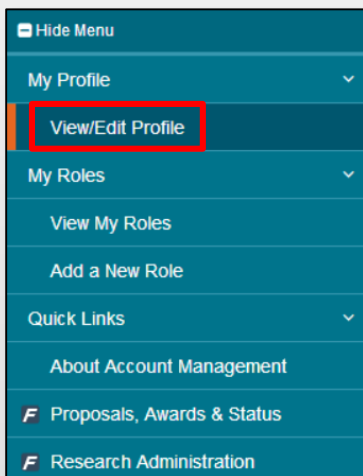 Hide Menu
My Profile
View/Edit Profile
My Roles
View My Roles
Add a New Role
Quick Links
About Account Management
F Proposals, Awards & Status
F Research Administration